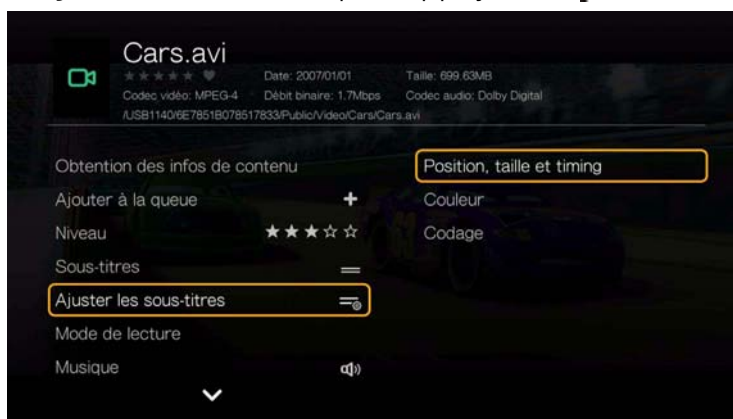 Cars.avi
Date: 2007/01/01 Taille: 699.63MB
Codec vidéo: MPEG-4 Débit binaire: 1.7Mbps Codec audio: Dolby Digital
/USB1140/6E7851B078517833/Public/Video/Cars/Cars.avi
Obtention des infos de contenu
Position, taille et timing
Ajouter à la queue
Couleur
Niveau
Codage
Sous-titres
Ajuster les sous-titres
Mode de lecture
Musique